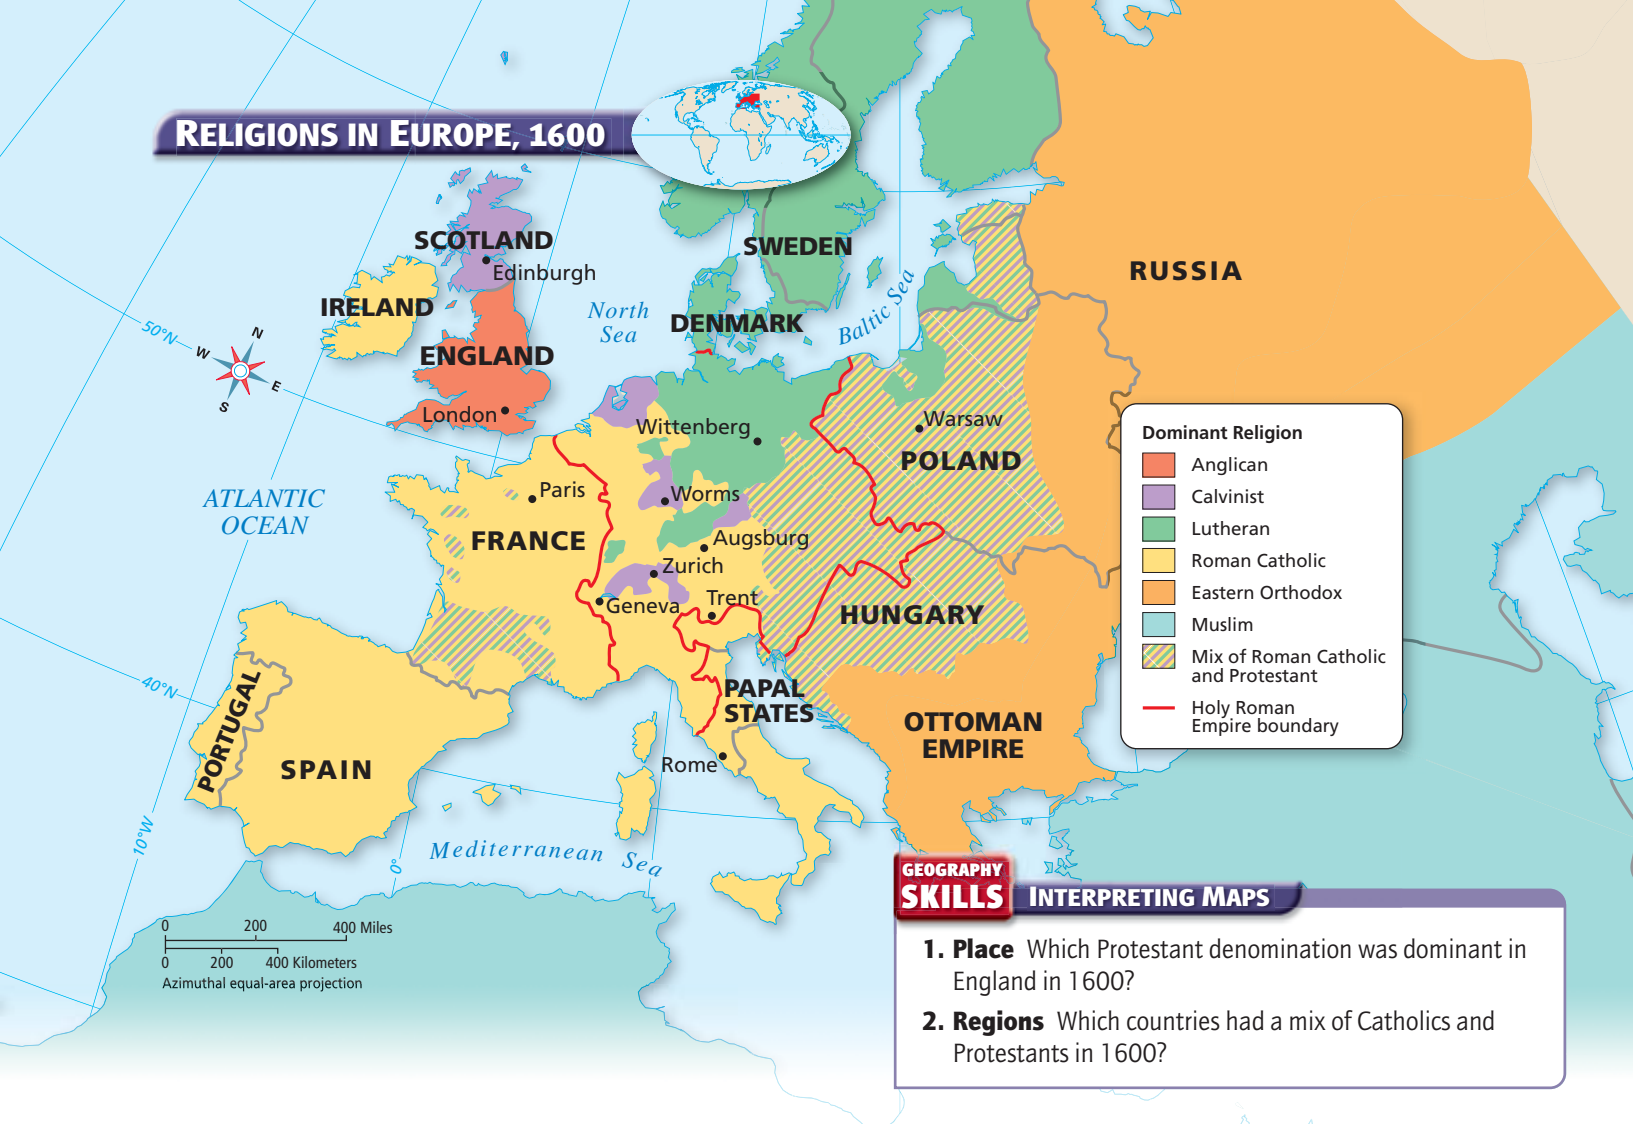 RELIGIONS IN EUROPE, 1600
SCOTLAND
Edinburgh
IRELAND
ENGLAND
London
North
Sea
DENMARK
SWEDEN
Baltic Sea
RUSSIA
50°N
N
W
E
S
Wittenberg
Warsaw
POLAND
ATLANTIC
OCEAN
Paris
FRANCE
Worms
Augsburg
Zurich
Geneva
Trent
HUNGARY
40°N
PORTUGAL
SPAIN
PAPAL
STATES
Rome
OTTOMAN
EMPIRE
10°W
0°
Mediterranean Sea
Dominant Religion
Anglican
Calvinist
Lutheran
Roman Catholic
Eastern Orthodox
Muslim
Mix of Roman Catholic
and Protestant
Holy Roman
Empire boundary
0 200 400 Miles
0 200 400 Kilometers
Azimuthal equal-area projection
GEOGRAPHY
SKILLS
INTERPRETING MAPS
1. Place Which Protestant denomination was dominant in
England in 1600?
2. Regions Which countries had a mix of Catholics and
Protestants in 1600?